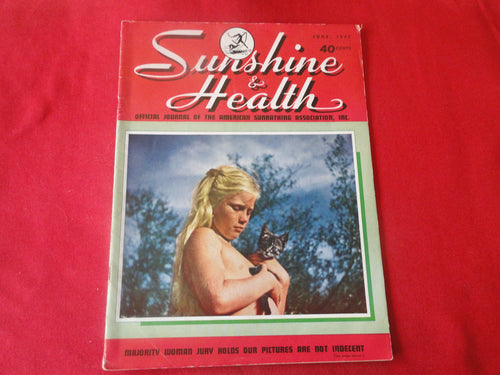 JUNE, 194
40 CENTS
Sunshine
&
Health
OFFICIAL JOURNAL OF THE AMERICAN SUNBATHING ASSOCIATION, INC.
MAJORITY WOMAN JURY HOLDS OUR PICTURES ARE NOT INDECENT